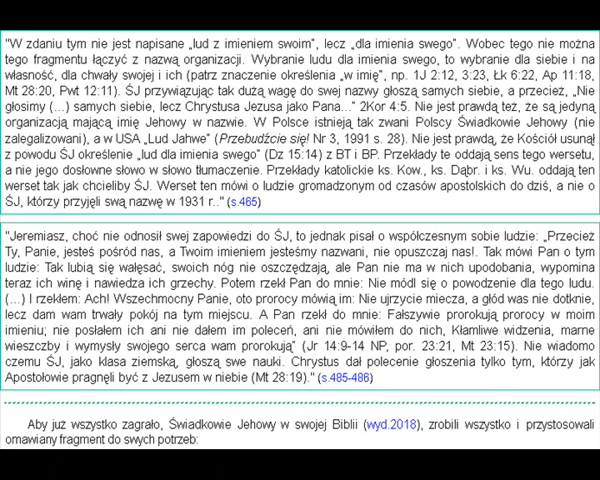 "W zdaniu tym nie jest napisane „lud z imieniem swoim”, lecz „dla imienia swego”. Wobec tego nie można
tego fragmentu łączyć z nazwą organizacji. Wybranie ludu dla imienia swego, to wybranie dla siebie i na
własność, dla chwały swojej i ich (patrz znaczenie określenia „w imię”, np. 1J 2:12, 3:23, Łk 6:22, Ap 11:18,
Mt 28:20, Pwt 12:11). ŚJ przywiązując tak dużą wagę do swej nazwy głoszą samych siebie, a przecież, „Nie
głosimy (…) samych siebie, lecz Chrystusa Jezusa jako Pana…” 2Kor 4:5. Nie jest prawdą też, że są jedyną
organizacją mającą imię Jehowy w nazwie. W Polsce istnieją tak zwani Polscy Świadkowie Jehowy (nie
zalegalizowani), a w USA „Lud Jahwe” (Przebudźcie się! Nr 3, 1991 s. 28). Nie jest prawdą, że Kościół usunął
z powodu ŚJ określenie „lud dla imienia swego” (Dz 15:14) z BT i BP. Przekłady te oddają sens tego wersetu,
a nie jego dosłowne słowo w słowo tłumaczenie. Przekłady katolickie ks. Kow., ks. Dąbr. i ks. Wu. oddają ten
werset tak jak chcieliby ŚJ. Werset ten mówi o ludzie gromadzonym od czasów apostolskich do dziś, a nie o
ŚJ, którzy przyjęli swą nazwę w 1931 r.." (s.465)
"Jeremiasz, choć nie odnosił swej zapowiedzi do ŚJ, to jednak pisał o współczesnym sobie ludzie: „Przecież
Ty, Panie, jesteś pośród nas, a Twoim imieniem jesteśmy nazwani, nie opuszczaj nas!. Tak mówi Pan o tym
ludzie: Tak lubią się wałęsać, swoich nóg nie oszczędzają, ale Pan nie ma w nich upodobania, wypomina
teraz ich winę i nawiedza ich grzechy. Potem rzekł Pan do mnie: Nie módl się o powodzenie dla tego ludu.
(…) I rzekłem: Ach! Wszechmocny Panie, oto prorocy mówią im: Nie ujrzycie miecza, a głód was nie dotknie,
lecz dam wam trwały pokój na tym miejscu. A Pan rzekł do mnie: Fałszywie prorokują prorocy w moim
imieniu; nie posłałem ich ani nie dałem im poleceń, ani nie mówiłem do nich, Kłamliwe widzenia, marne
wieszczby i wymysły swojego serca wam prorokują” (Jr 14:9-14 NP, por. 23:21, Mt 23:15). Nie wiadomo
czemu ŚJ, jako klasa ziemską, głoszą swe nauki. Chrystus dał polecenie głoszenia tylko tym, którzy jak
Apostołowie pragnęli być z Jezusem w niebie (Mt 28:19)." (s.485-486)
Aby już wszystko zagrało, Świadkowie Jehowy w swojej Biblii (wyd.2018), zrobili wszystko i przystosowali
omawiany fragment do swych potrzeb: